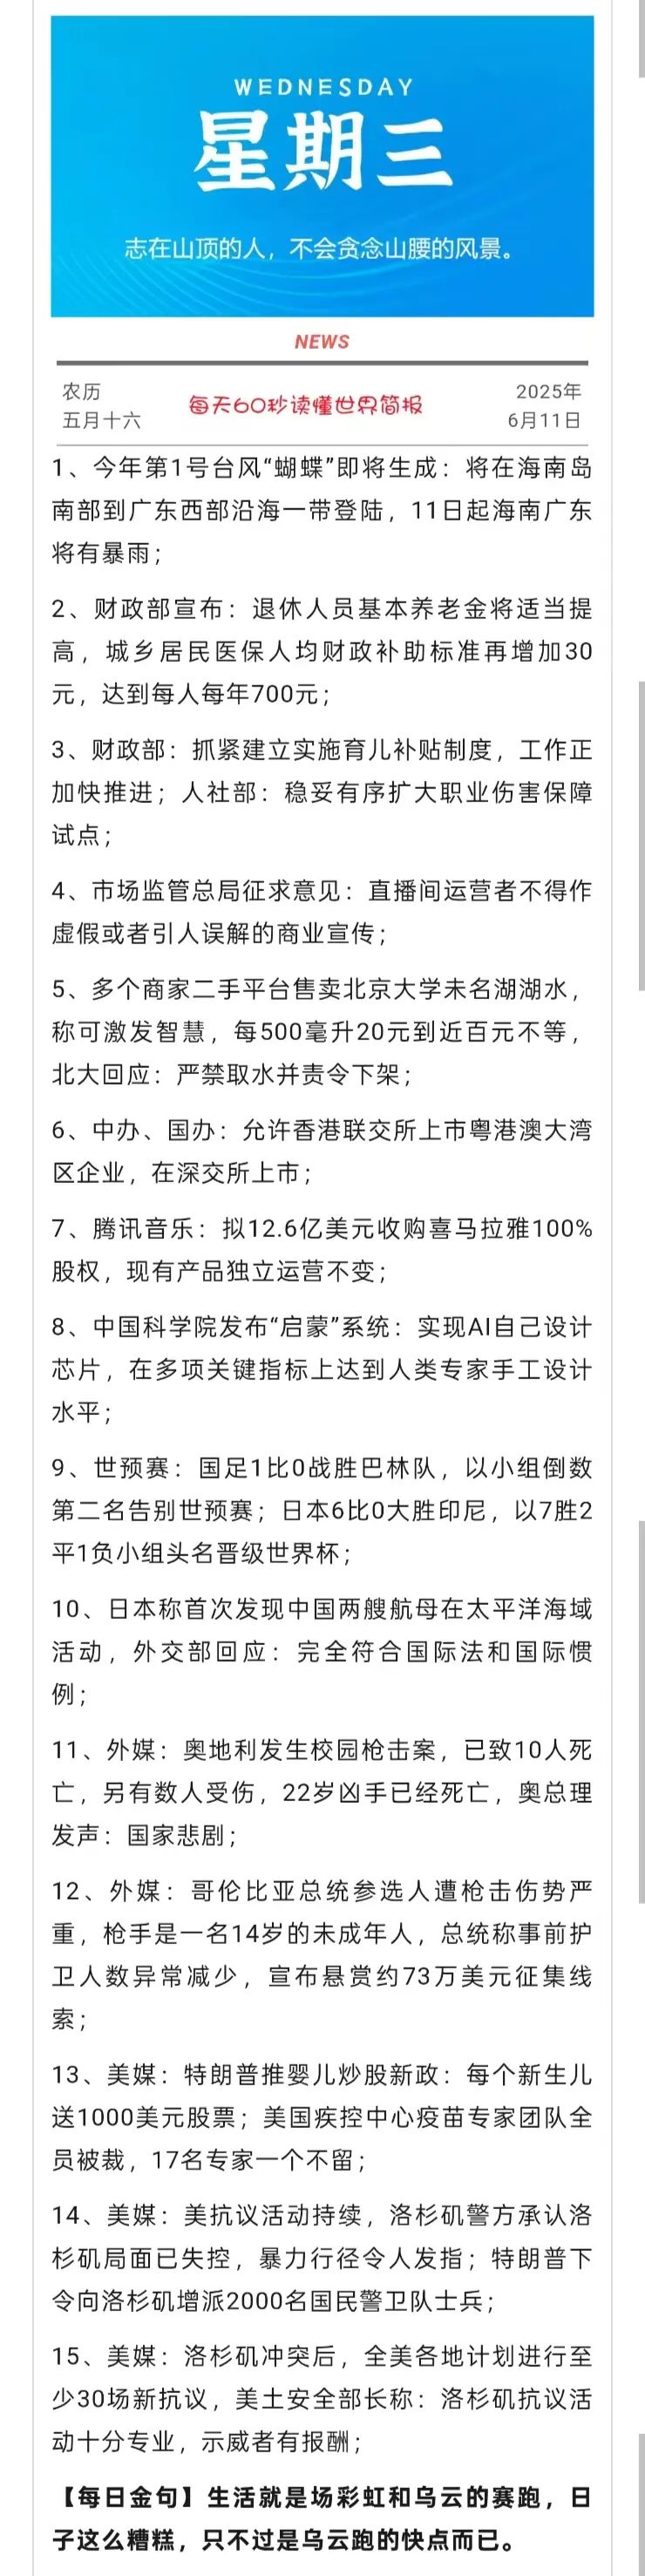 WEDNESDAY
星期三
志在山顶的人，不会贪念山腰的风景。
NEWS
农历
五月十六
每天60秒读懂世界简报
2025年
6月11日
1、今年第1号台风“蝴蝶”即将生成：将在海南岛
南部到广东西部沿海一带登陆，11日起海南广东
将有暴雨；
2、财政部宣布：退休人员基本养老金将适当提
高，城乡居民医保人均财政补助标准再增加30
元，达到每人每年700元；
3、财政部：抓紧建立实施育儿补贴制度，工作正
加快推进；人社部：稳妥有序扩大职业伤害保障
试点；
4、市场监管总局征求意见：直播间运营者不得作
虚假或者引人误解的商业宣传；
5、多个商家二手平台售卖北京大学未名湖湖水，
称可激发智慧，每500毫升20元到近百元不等，
北大回应：严禁取水并责令下架；
6、中办、国办：允许香港联交所上市粤港澳大湾
区企业，在深交所上市；
7、腾讯音乐：拟12.6亿美元收购喜马拉雅100%
股权，现有产品独立运营不变；
8、中国科学院发布“启蒙”系统：实现AI自己设计
芯片，在多项关键指标上达到人类专家手工设计
水平；
9、世预赛：国足1比0战胜巴林队，以小组倒数
第二名告别世预赛；日本6比0大胜印尼，以7胜2
平1负小组头名晋级世界杯；
10、日本称首次发现中国两艘航母在太平洋海域
活动，外交部回应：完全符合国际法和国际惯
例；
11、外媒：奥地利发生校园枪击案，已致10人死
亡，另有数人受伤，22岁凶手已经死亡，奥总理
发声：国家悲剧；
12、外媒：哥伦比亚总统参选人遭枪击伤势严
重，枪手是一名14岁的未成年人，总统称事前护
卫人数异常减少，宣布悬赏约73万美元征集线
索；
13、美媒：特朗普推婴儿炒股新政：每个新生儿
送1000美元股票；美国疾控中心疫苗专家团队全
员被裁，17名专家一个不留；
14、美媒：美抗议活动持续，洛杉矶警方承认洛
杉矶局面已失控，暴力行径令人发指；特朗普下
令向洛杉矶增派2000名国民警卫队士兵；
15、美媒：洛杉矶冲突后，全美各地计划进行至
少30场新抗议，美土安全部长称：洛杉矶抗议活
动十分专业，示威者有报酬；
【每日金句】生活就是场彩虹和乌云的赛跑，日
子这么糟糕，只不过是乌云跑的快点而已。